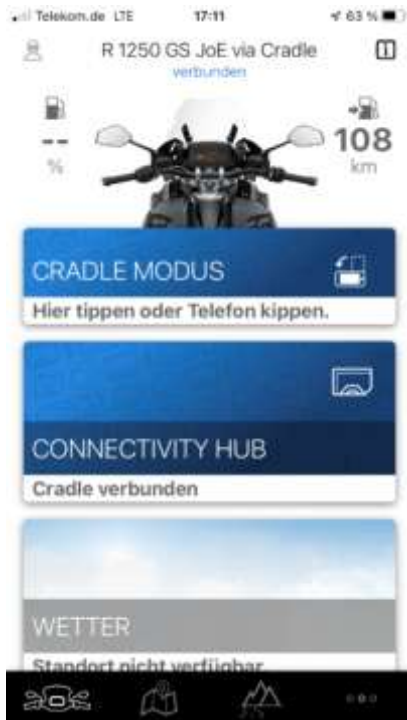 Telekom.de LTE 17:11 63 %
R 1250 GS JoE via Cradle
verbunden
-- 108
% km
CRADLE MODUS
Hier tippen oder Telefon kippen.
CONNECTIVITY HUB
Cradle verbunden
WETTER
Standort nicht verfügbar